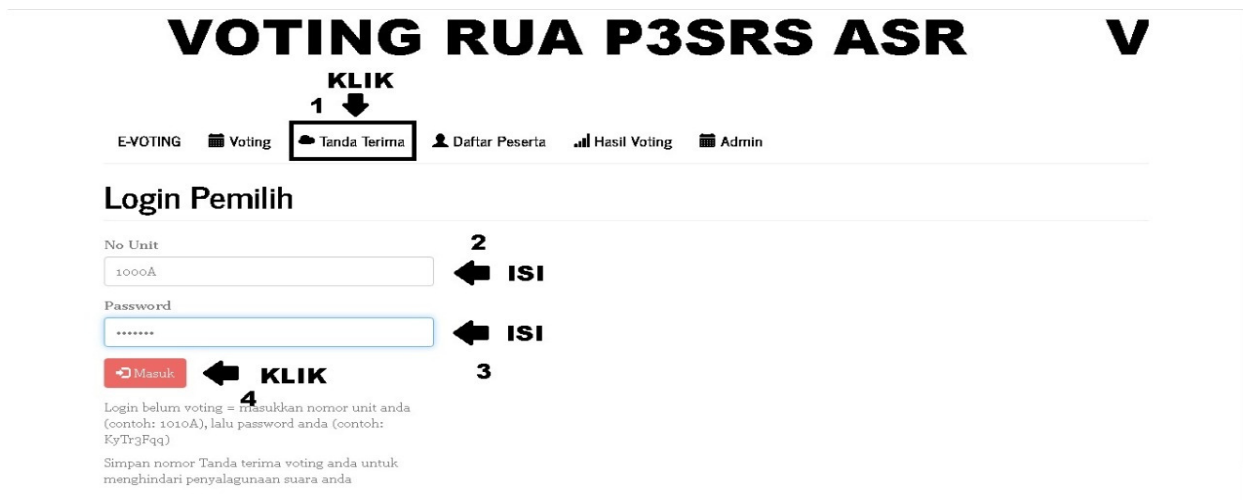 VOTING RUA P3SRS ASR V
KLIK
1
E-VOTING Voting Tanda Terima Daftar Peserta Hasil Voting Admin
Login Pemilih
No Unit
2
1000A
ISI
Password
•••••••
ISI
Masuk
KLIK
3
4
Login belum voting = masukkan nomor unit anda
(contoh: 1010A), lalu password anda (contoh:
KyTr3Fqq)
Simpan nomor Tanda terima voting anda untuk
menghindari penyalagunaan suara anda